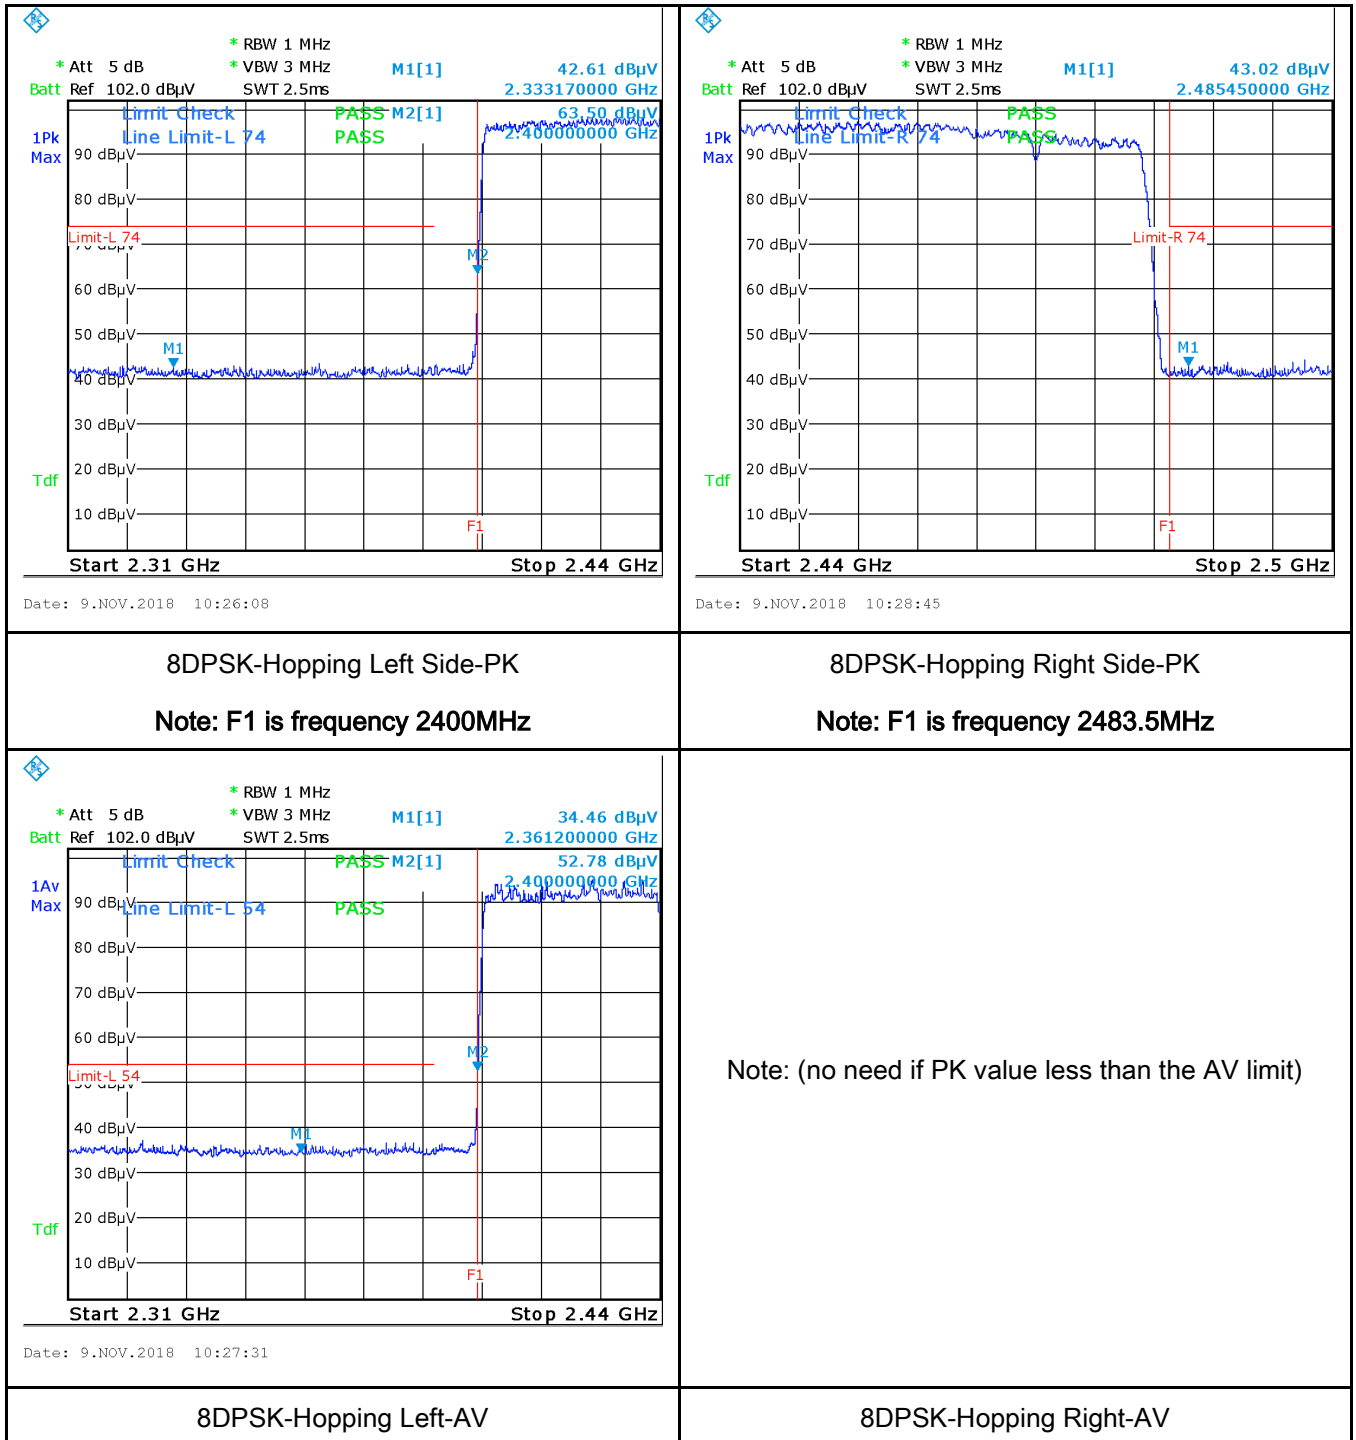 * RBW 1 MHz
* Att 5 dB * VBW 3 MHz M1[1] 42.61 dBµV
Batt Ref 102.0 dBµV SWT 2.5ms 2.333170000 GHz
Limit Check PASS M2[1] 63.50 dBµV
1Pk Line Limit-L 74 PASS 2.400000000 GHz
Max 90 dBµV
80 dBµV
Limit-L 74
70 dBµV
M2
60 dBµV
50 dBµV
M1
40 dBµV
30 dBµV
Tdf 20 dBµV
10 dBµV
F1
Start 2.31 GHz Stop 2.44 GHz
Date: 9.NOV.2018 10:26:08
* RBW 1 MHz
* Att 5 dB * VBW 3 MHz M1[1] 43.02 dBµV
Batt Ref 102.0 dBµV SWT 2.5ms 2.485450000 GHz
Limit Check PASS
1Pk Line Limit-R 74 PASS
Max 90 dBµV
80 dBµV
Limit-R 74
70 dBµV
60 dBµV
50 dBµV
M1
40 dBµV
30 dBµV
Tdf 20 dBµV
10 dBµV
F1
Start 2.44 GHz Stop 2.5 GHz
Date: 9.NOV.2018 10:28:45
8DPSK-Hopping Left Side-PK
Note: F1 is frequency 2400MHz
8DPSK-Hopping Right Side-PK
Note: F1 is frequency 2483.5MHz
* RBW 1 MHz
* Att 5 dB * VBW 3 MHz M1[1] 34.46 dBµV
Batt Ref 102.0 dBµV SWT 2.5ms 2.361200000 GHz
Limit Check PASS M2[1] 52.78 dBµV
1Av 2.400000000 GHz
Max 90 dBµV Line Limit-L 54 PASS
80 dBµV
70 dBµV
60 dBµV
M2
Limit-L 54
50 dBµV
40 dBµV
M1
30 dBµV
Tdf 20 dBµV
10 dBµV
F1
Start 2.31 GHz Stop 2.44 GHz
Date: 9.NOV.2018 10:27:31
Note: (no need if PK value less than the AV limit)
8DPSK-Hopping Left-AV
8DPSK-Hopping Right-AV